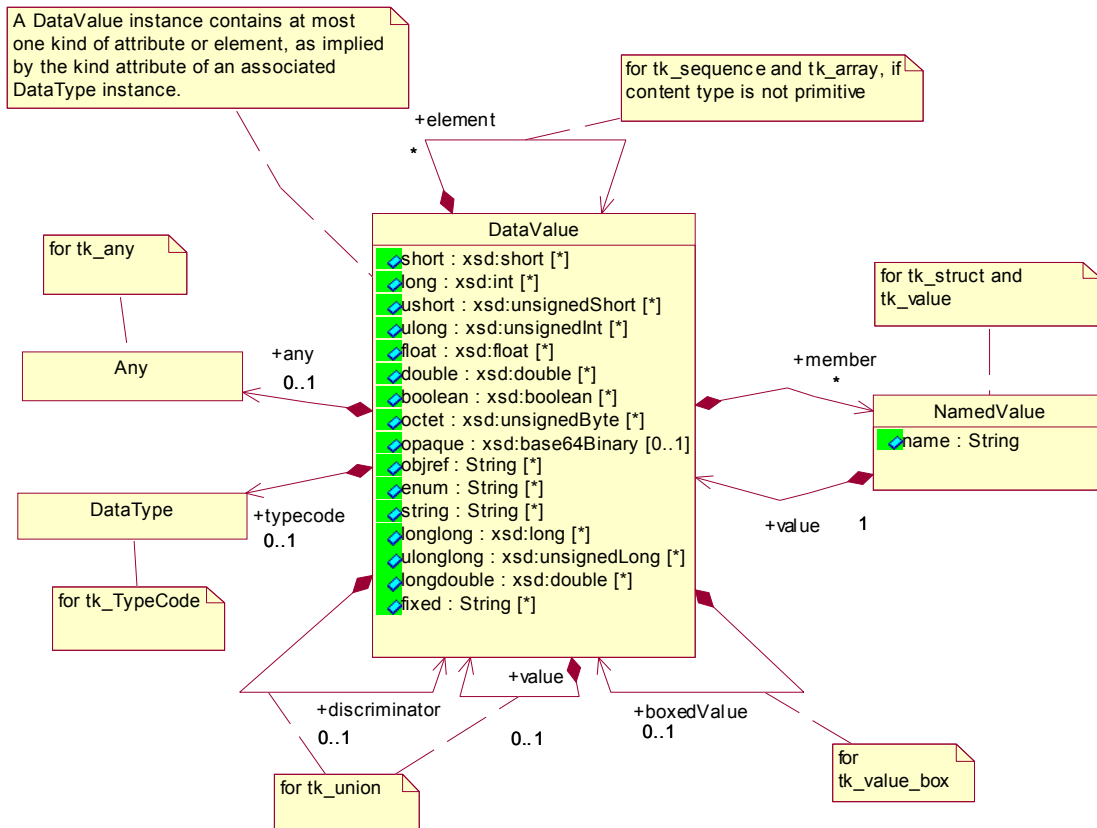 A DataValue instance contains at most
one kind of attribute or element, as implied
by the kind attribute of an associated
DataType instance.
for tk_sequence and tk_array, if
content type is not primitive
+element
*
DataValue
short : xsd:short [*]
long : xsd:int [*]
ushort : xsd:unsignedShort [*]
ulong : xsd:unsignedInt [*]
float : xsd:float [*]
double : xsd:double [*]
boolean : xsd:boolean [*]
octet : xsd:unsignedByte [*]
opaque : xsd:base64Binary [0..1]
objref : String [*]
enum : String [*]
string : String [*]
longlong : xsd:long [*]
ulonglong : xsd:unsignedLong [*]
longdouble : xsd:double [*]
fixed : String [*]
for tk_any
Any
+any
0..1
DataType
+typecode
0..1
for tk_TypeCode
for tk_struct and
tk_value
+member
*
NamedValue
name : String
+value
1
+discriminator
0..1
+value
0..1
+boxedValue
0..1
for tk_union
for
tk_value_box